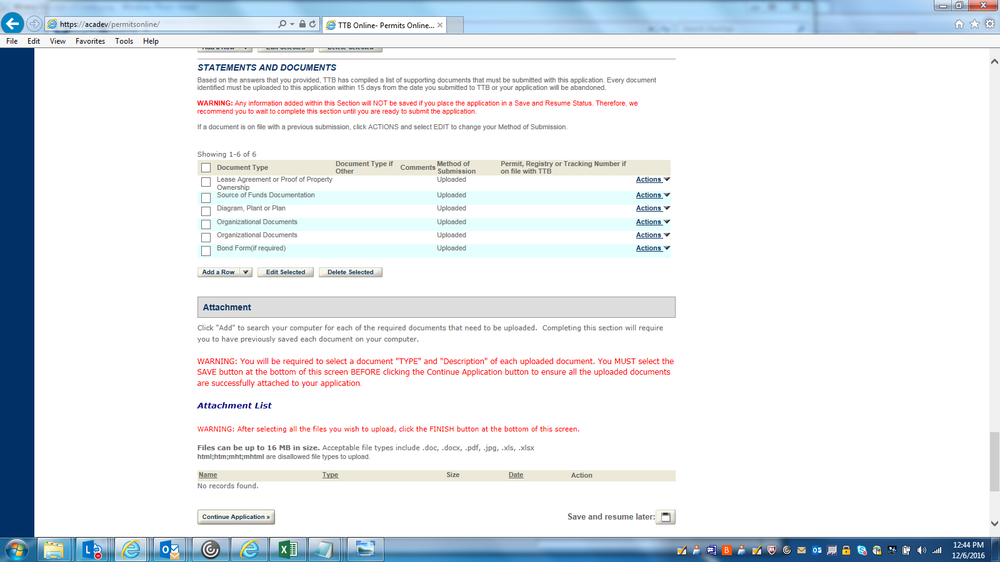 https://acadev/permitsonline/
TTB Online- Permits Online...
File Edit View Favorites Tools Help
Add a Row Edit Selected Delete Selected
STATEMENTS AND DOCUMENTS
Based on the answers that you provided, TTB has compiled a list of supporting documents that must be submitted with this application. Every document
identified must be uploaded to this application within 15 days from the date you submitted to TTB or your application will be abandoned.
WARNING: Any information added within this Section will NOT be saved if you place the application in a Save and Resume Status. Therefore, we
recommend you to wait to complete this section until you are ready to submit the application.
If a document is on file with a previous submission, click ACTIONS and select EDIT to change your Method of Submission.
Showing 1-6 of 6
Document Type Document Type if Other Comments Method of Submission Permit, Registry or Tracking Number if on file with TTB
Lease Agreement or Proof of Property Ownership Uploaded Actions
Source of Funds Documentation Uploaded Actions
Diagram, Plant or Plan Uploaded Actions
Organizational Documents Uploaded Actions
Organizational Documents Uploaded Actions
Bond Form(if required) Uploaded Actions
Add a Row Edit Selected Delete Selected
Attachment
Click "Add" to search your computer for each of the required documents that need to be uploaded.  Completing this section will require
you to have previously saved each document on your computer.
WARNING: You will be required to select a document "TYPE" and "Description" of each uploaded document. You MUST select the
SAVE button at the bottom of this screen BEFORE clicking the Continue Application button to ensure all the uploaded documents
are successfully attached to your application.
Attachment List
WARNING: After selecting all the files you wish to upload, click the FINISH button at the bottom of this screen.
Files can be up to 16 MB in size. Acceptable file types include .doc, .docx, .pdf, .jpg, .xls, .xlsx
html;htm;mht;mhtml are disallowed file types to upload.
Name Type Size Date Action
No records found.
Continue Application » Save and resume later:
12:44 PM
12/6/2016